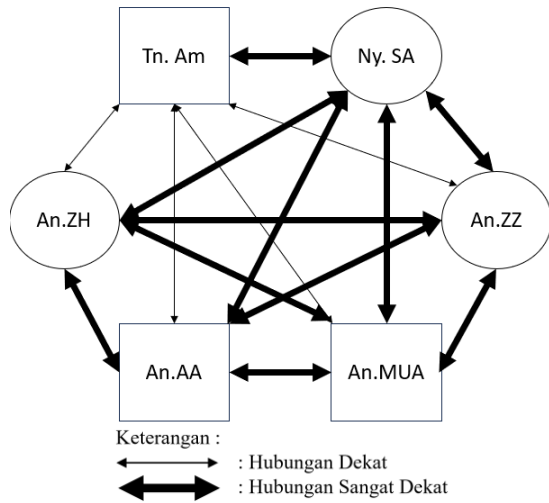 Tn. Am
Ny. SA
An.ZH
An.ZZ
An.AA
An.MUA
Keterangan :
: Hubungan Dekat
: Hubungan Sangat Dekat